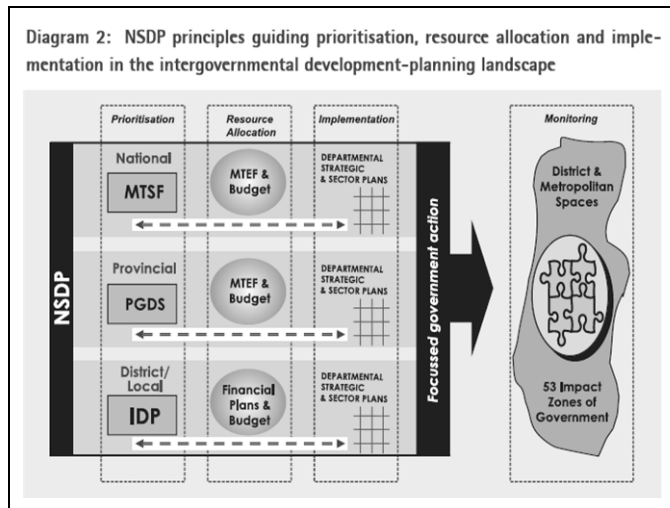 Diagram 2: NSDP principles guiding prioritisation, resource allocation and imple-
mentation in the intergovernmental development-planning landscape
Prioritisation
Resource
Allocation
Implementation
Monitoring
NSDP
National
MTSF
MTEF &
Budget
DEPARTMENTAL
STRATEGIC
& SECTOR PLANS
Provincial
PGDS
MTEF &
Budget
DEPARTMENTAL
STRATEGIC
& SECTOR PLANS
District/
Local
IDP
Financial
Plans &
Budget
DEPARTMENTAL
STRATEGIC
& SECTOR PLANS
Focussed government action
District &
Metropolitan
Spaces
53 Impact
Zones of
Government